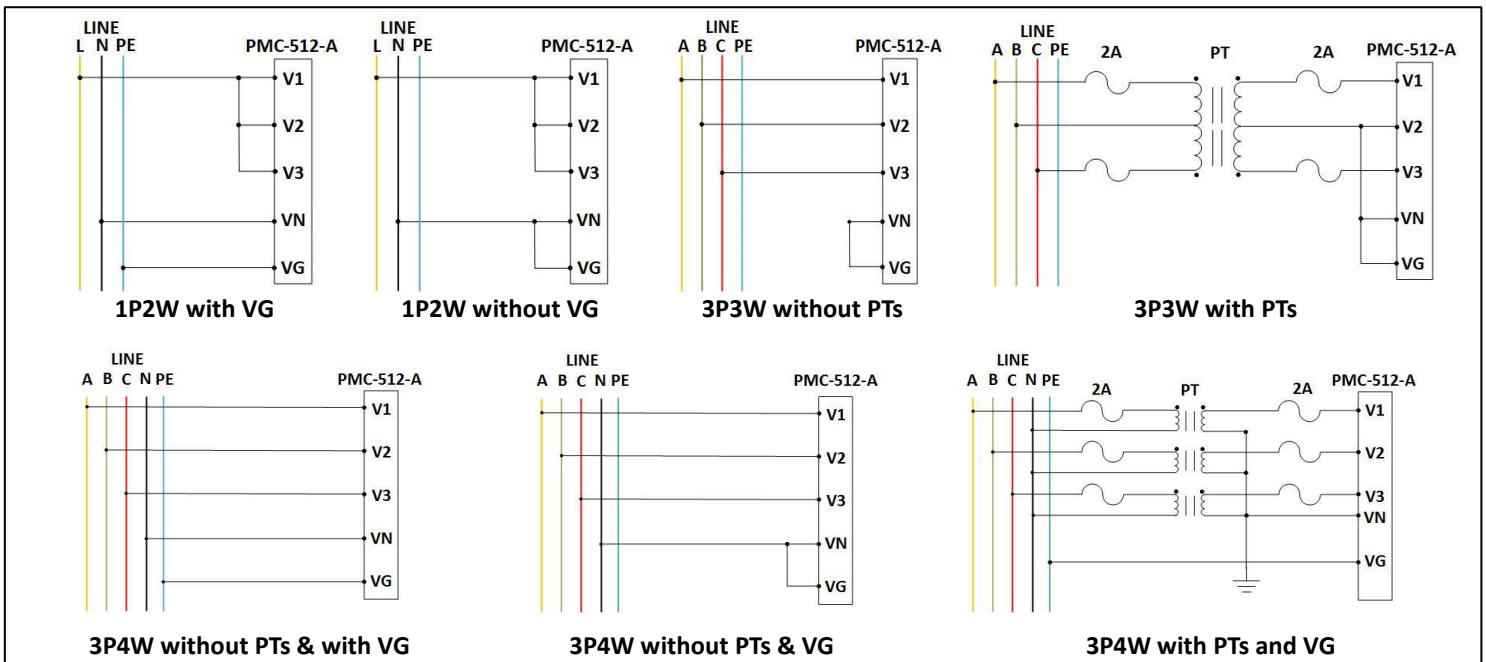 LINE
L N PE
PMC-512-A
V1
V2
V3
VN
VG
1P2W with VG
LINE
L N PE
PMC-512-A
V1
V2
V3
VN
VG
1P2W without VG
LINE
A B C PE
PMC-512-A
V1
V2
V3
VN
VG
3P3W without PTs
LINE
A B C PE
2A
PT
2A
PMC-512-A
V1
V2
V3
VN
VG
3P3W with PTs
LINE
A B C N PE
PMC-512-A
V1
V2
V3
VN
VG
3P4W without PTs & with VG
LINE
A B C N PE
PMC-512-A
V1
V2
V3
VN
VG
3P4W without PTs & VG
LINE
A B C N PE
2A
PT
2A
PMC-512-A
V1
V2
V3
VN
VG
3P4W with PTs and VG